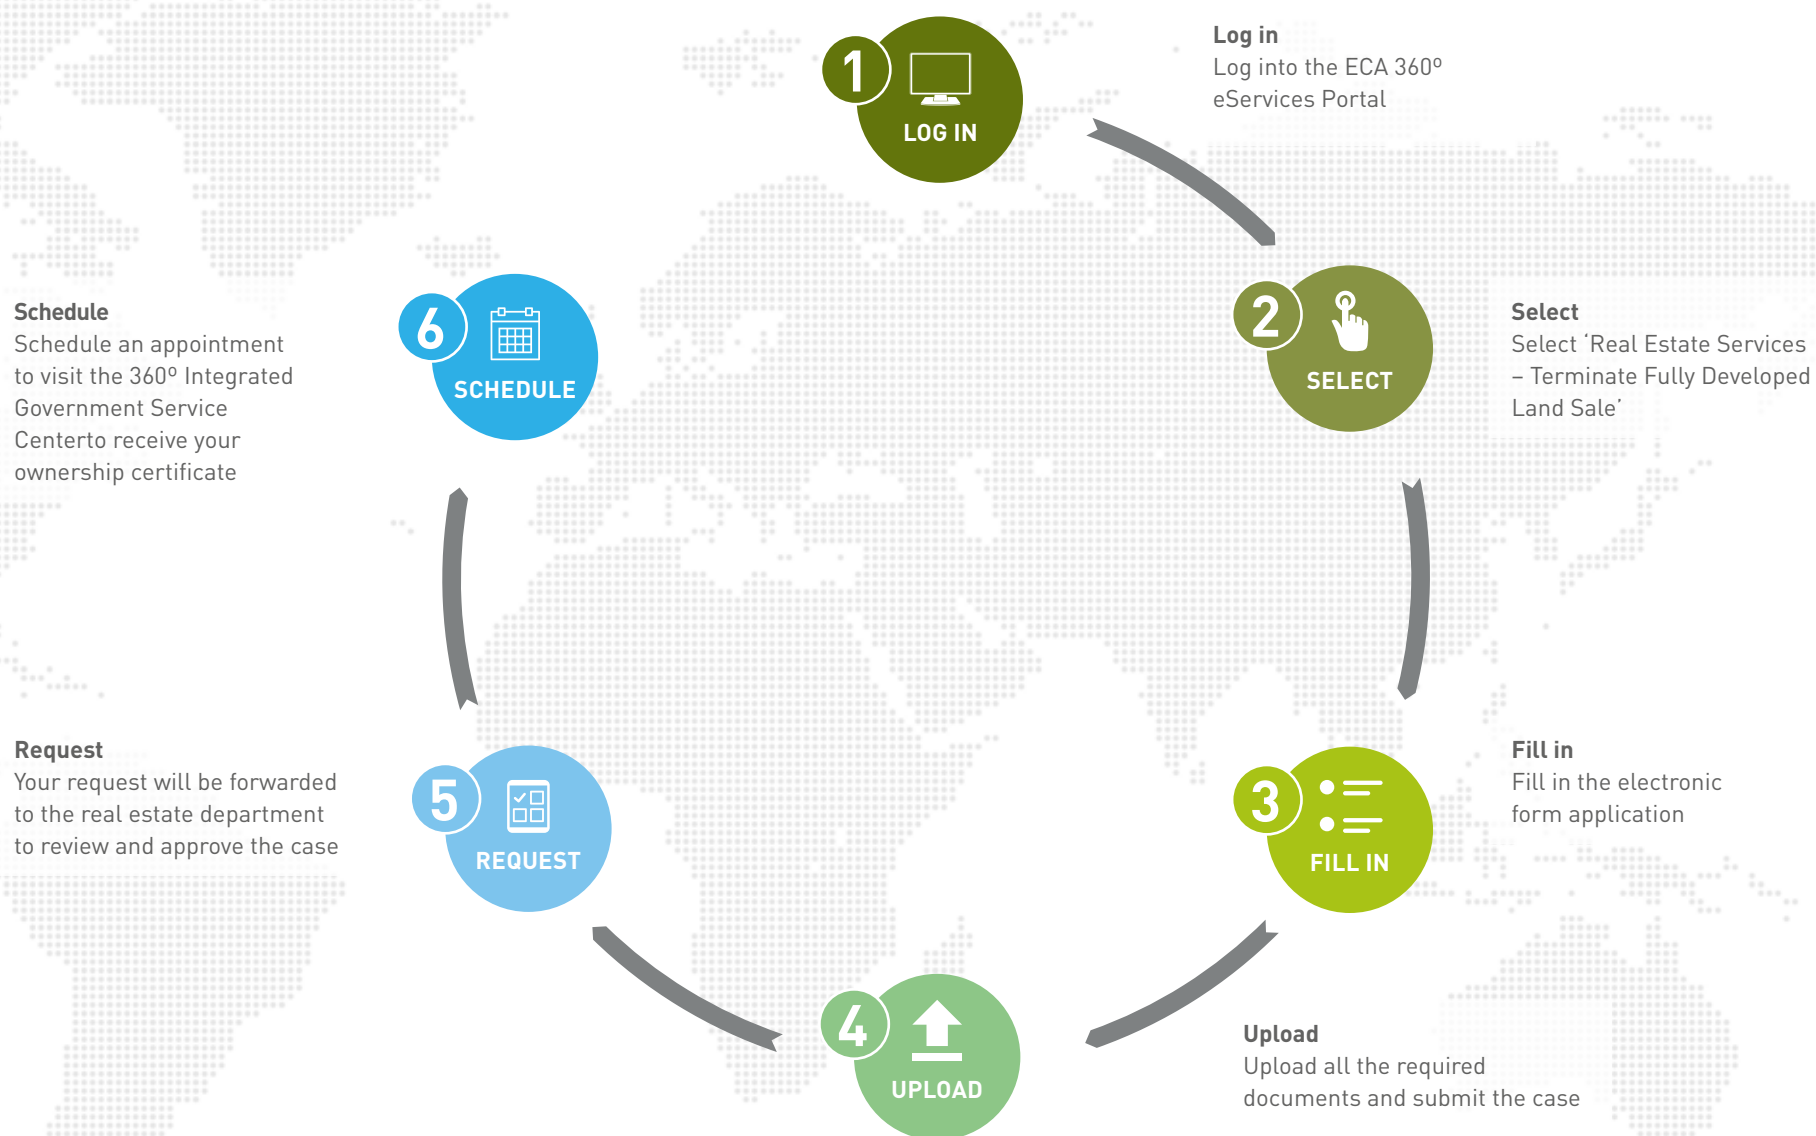 1
LOG IN
Log in
Log into the ECA 360º
eServices Portal
2
SELECT
Select
Select ‘Real Estate Services
– Terminate Fully Developed
Land Sale’
3
FILL IN
Fill in
Fill in the electronic
form application
4
UPLOAD
Upload
Upload all the required
documents and submit the case
5
REQUEST
Request
Your request will be forwarded
to the real estate department
to review and approve the case
6
SCHEDULE
Schedule
Schedule an appointment
to visit the 360º Integrated
Government Service
Centerto receive your
ownership certificate